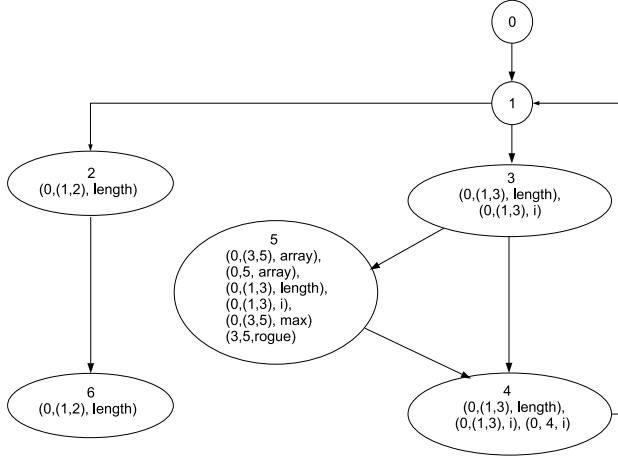 0
1
2
(0,(1,2), length)
3
(0,(1,3), length),
(0,(1,3), i)
5
(0,(3,5), array),
(0,5, array),
(0,(1,3), length),
(0,(1,3), i),
(0,(3,5), max)
(3,5,rogue)
6
(0,(1,2), length)
4
(0,(1,3), length),
(0,(1,3), i), (0, 4, i)